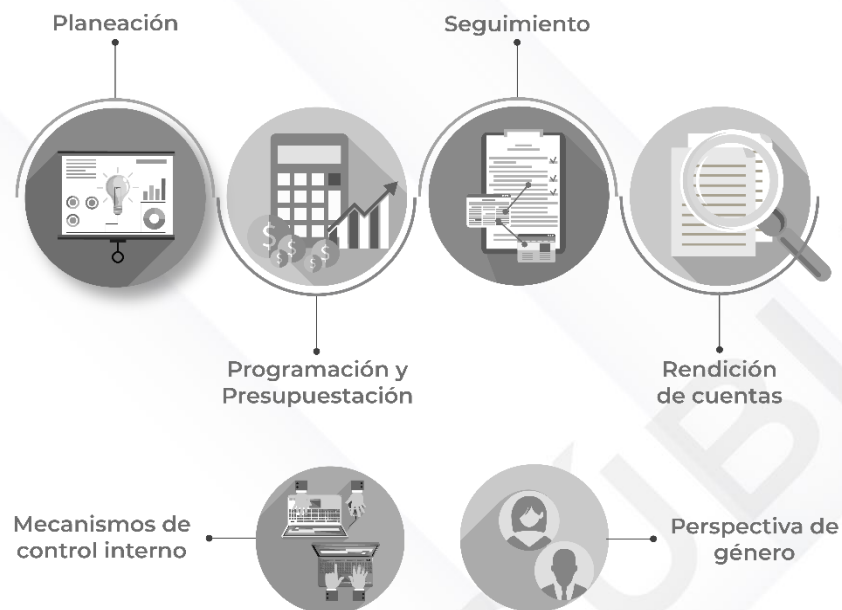 Planeación
Seguimiento
Programación y
Presupuestación
Rendición
de cuentas
Mecanismos de
control interno
Perspectiva de
género